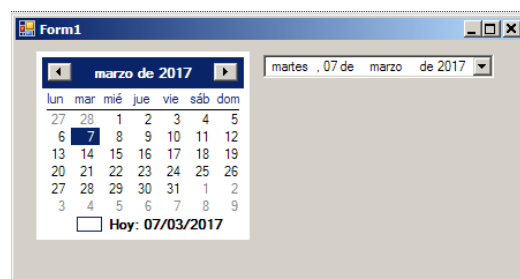 Form1
marzo de 2017
martes , 07 de marzo de 2017
lun mar mié jue vie sáb dom
27 28 1 2 3 4 5
6 7 8 9 10 11 12
13 14 15 16 17 18 19
20 21 22 23 24 25 26
27 28 29 30 31 1 2
3 4 5 6 7 8 9
Hoy: 07/03/2017